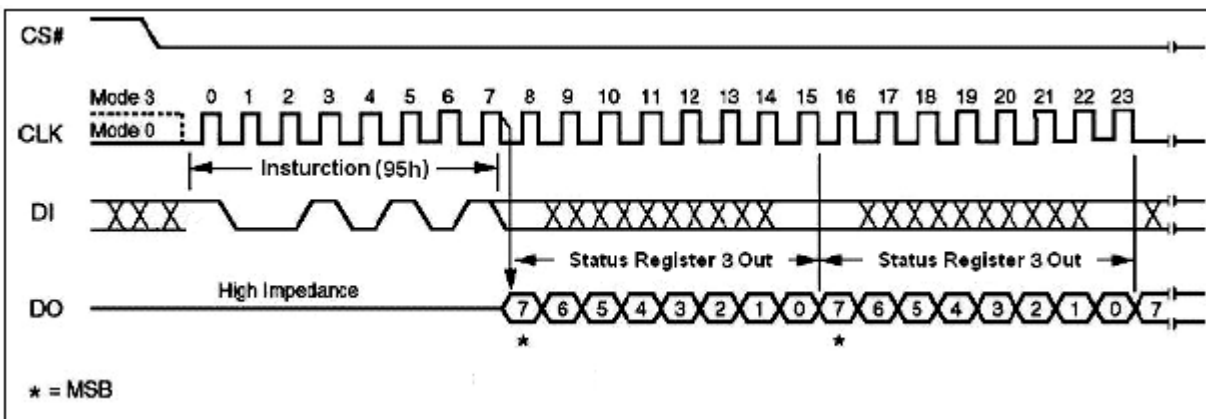 CS#
Mode 3 0 1 2 3 4 5 6 7 8 9 10 11 12 13 14 15 16 17 18 19 20 21 22 23
CLK Mode 0
Insturction (95h)
DI
Status Register 3 Out Status Register 3 Out
High Impedance
DO 7 6 5 4 3 2 1 0 7 6 5 4 3 2 1 0 7
* *
* = MSB